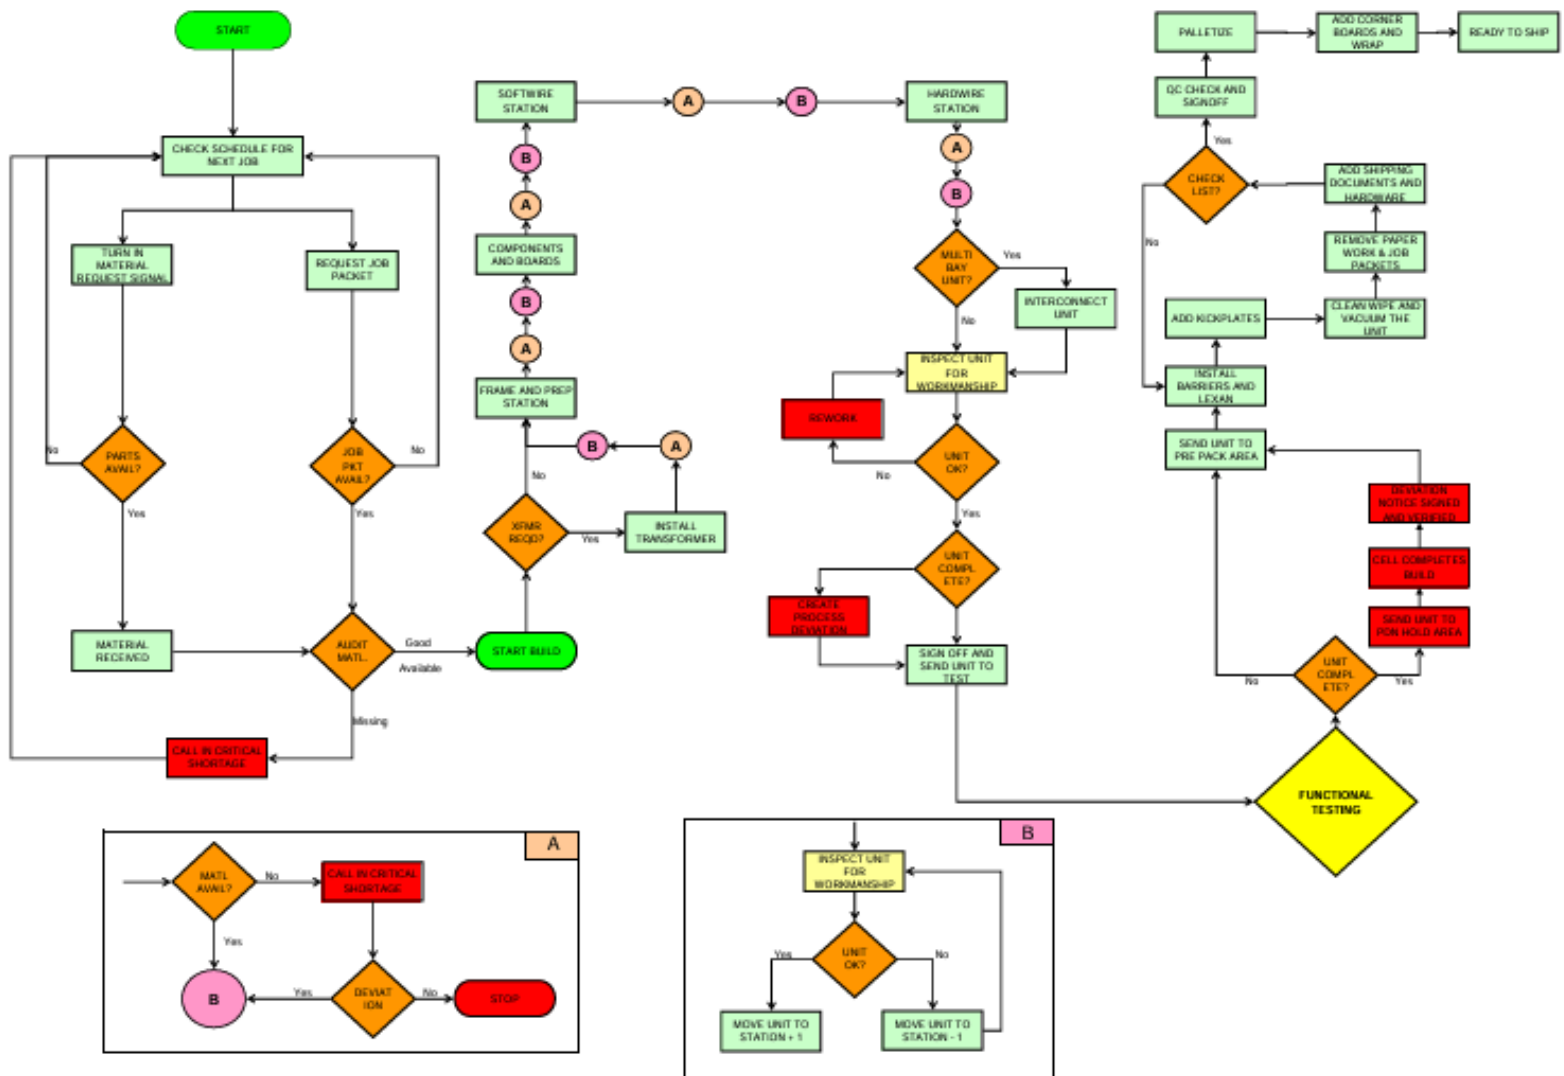 START
CHECK SCHEDULE FOR
NEXT JOB
TURN IN
MATERIAL
REQUEST SIGNAL
REQUEST JOB
PACKET
PARTS
AVAIL?
No
Yes
JOB
PKT
AVAIL?
No
Yes
MATERIAL
RECEIVED
AUDIT
MATL.
Good
Available
Missing
CALL IN CRITICAL
SHORTAGE
START BUILD
XFMR
REQD?
No
Yes
INSTALL
TRANSFORMER
A
B
FRAME AND PREP
STATION
A
B
COMPONENTS
AND BOARDS
A
B
SOFTWIRE
STATION
A
B
HARDWIRE
STATION
A
B
MULTI
BAY
UNIT?
Yes
No
INTERCONNECT
UNIT
INSPECT UNIT
FOR
WORKMANSHIP
REWORK
UNIT
OK?
No
Yes
UNIT
COMPL
ETE?
CREATE
PROCESS
DEVIATION
SIGN OFF AND
SEND UNIT TO
TEST
FUNCTIONAL
TESTING
UNIT
COMPL
ETE?
No
Yes
SEND UNIT TO
PDN HOLD AREA
CELL COMPLETES
BUILD
DEVIATION
NOTICE SIGNED
AND VERIFIED
SEND UNIT TO
PRE PACK AREA
INSTALL
BARRIERS AND
LEXAN
ADD KICKPLATES
CLEAN WIPE AND
VACUUM THE
UNIT
REMOVE PAPER
WORK & JOB
PACKETS
ADD SHIPPING
DOCUMENTS AND
HARDWARE
CHECK
LIST?
No
Yes
QC CHECK AND
SIGNOFF
PALLETIZE
ADD CORNER
BOARDS AND
WRAP
READY TO SHIP
A
MATL
AVAIL?
No
CALL IN CRITICAL
SHORTAGE
Yes
B
Yes
DEVIAT
ION
No
STOP
B
INSPECT UNIT
FOR
WORKMANSHIP
UNIT
OK?
Yes
No
MOVE UNIT TO
STATION + 1
MOVE UNIT TO
STATION - 1